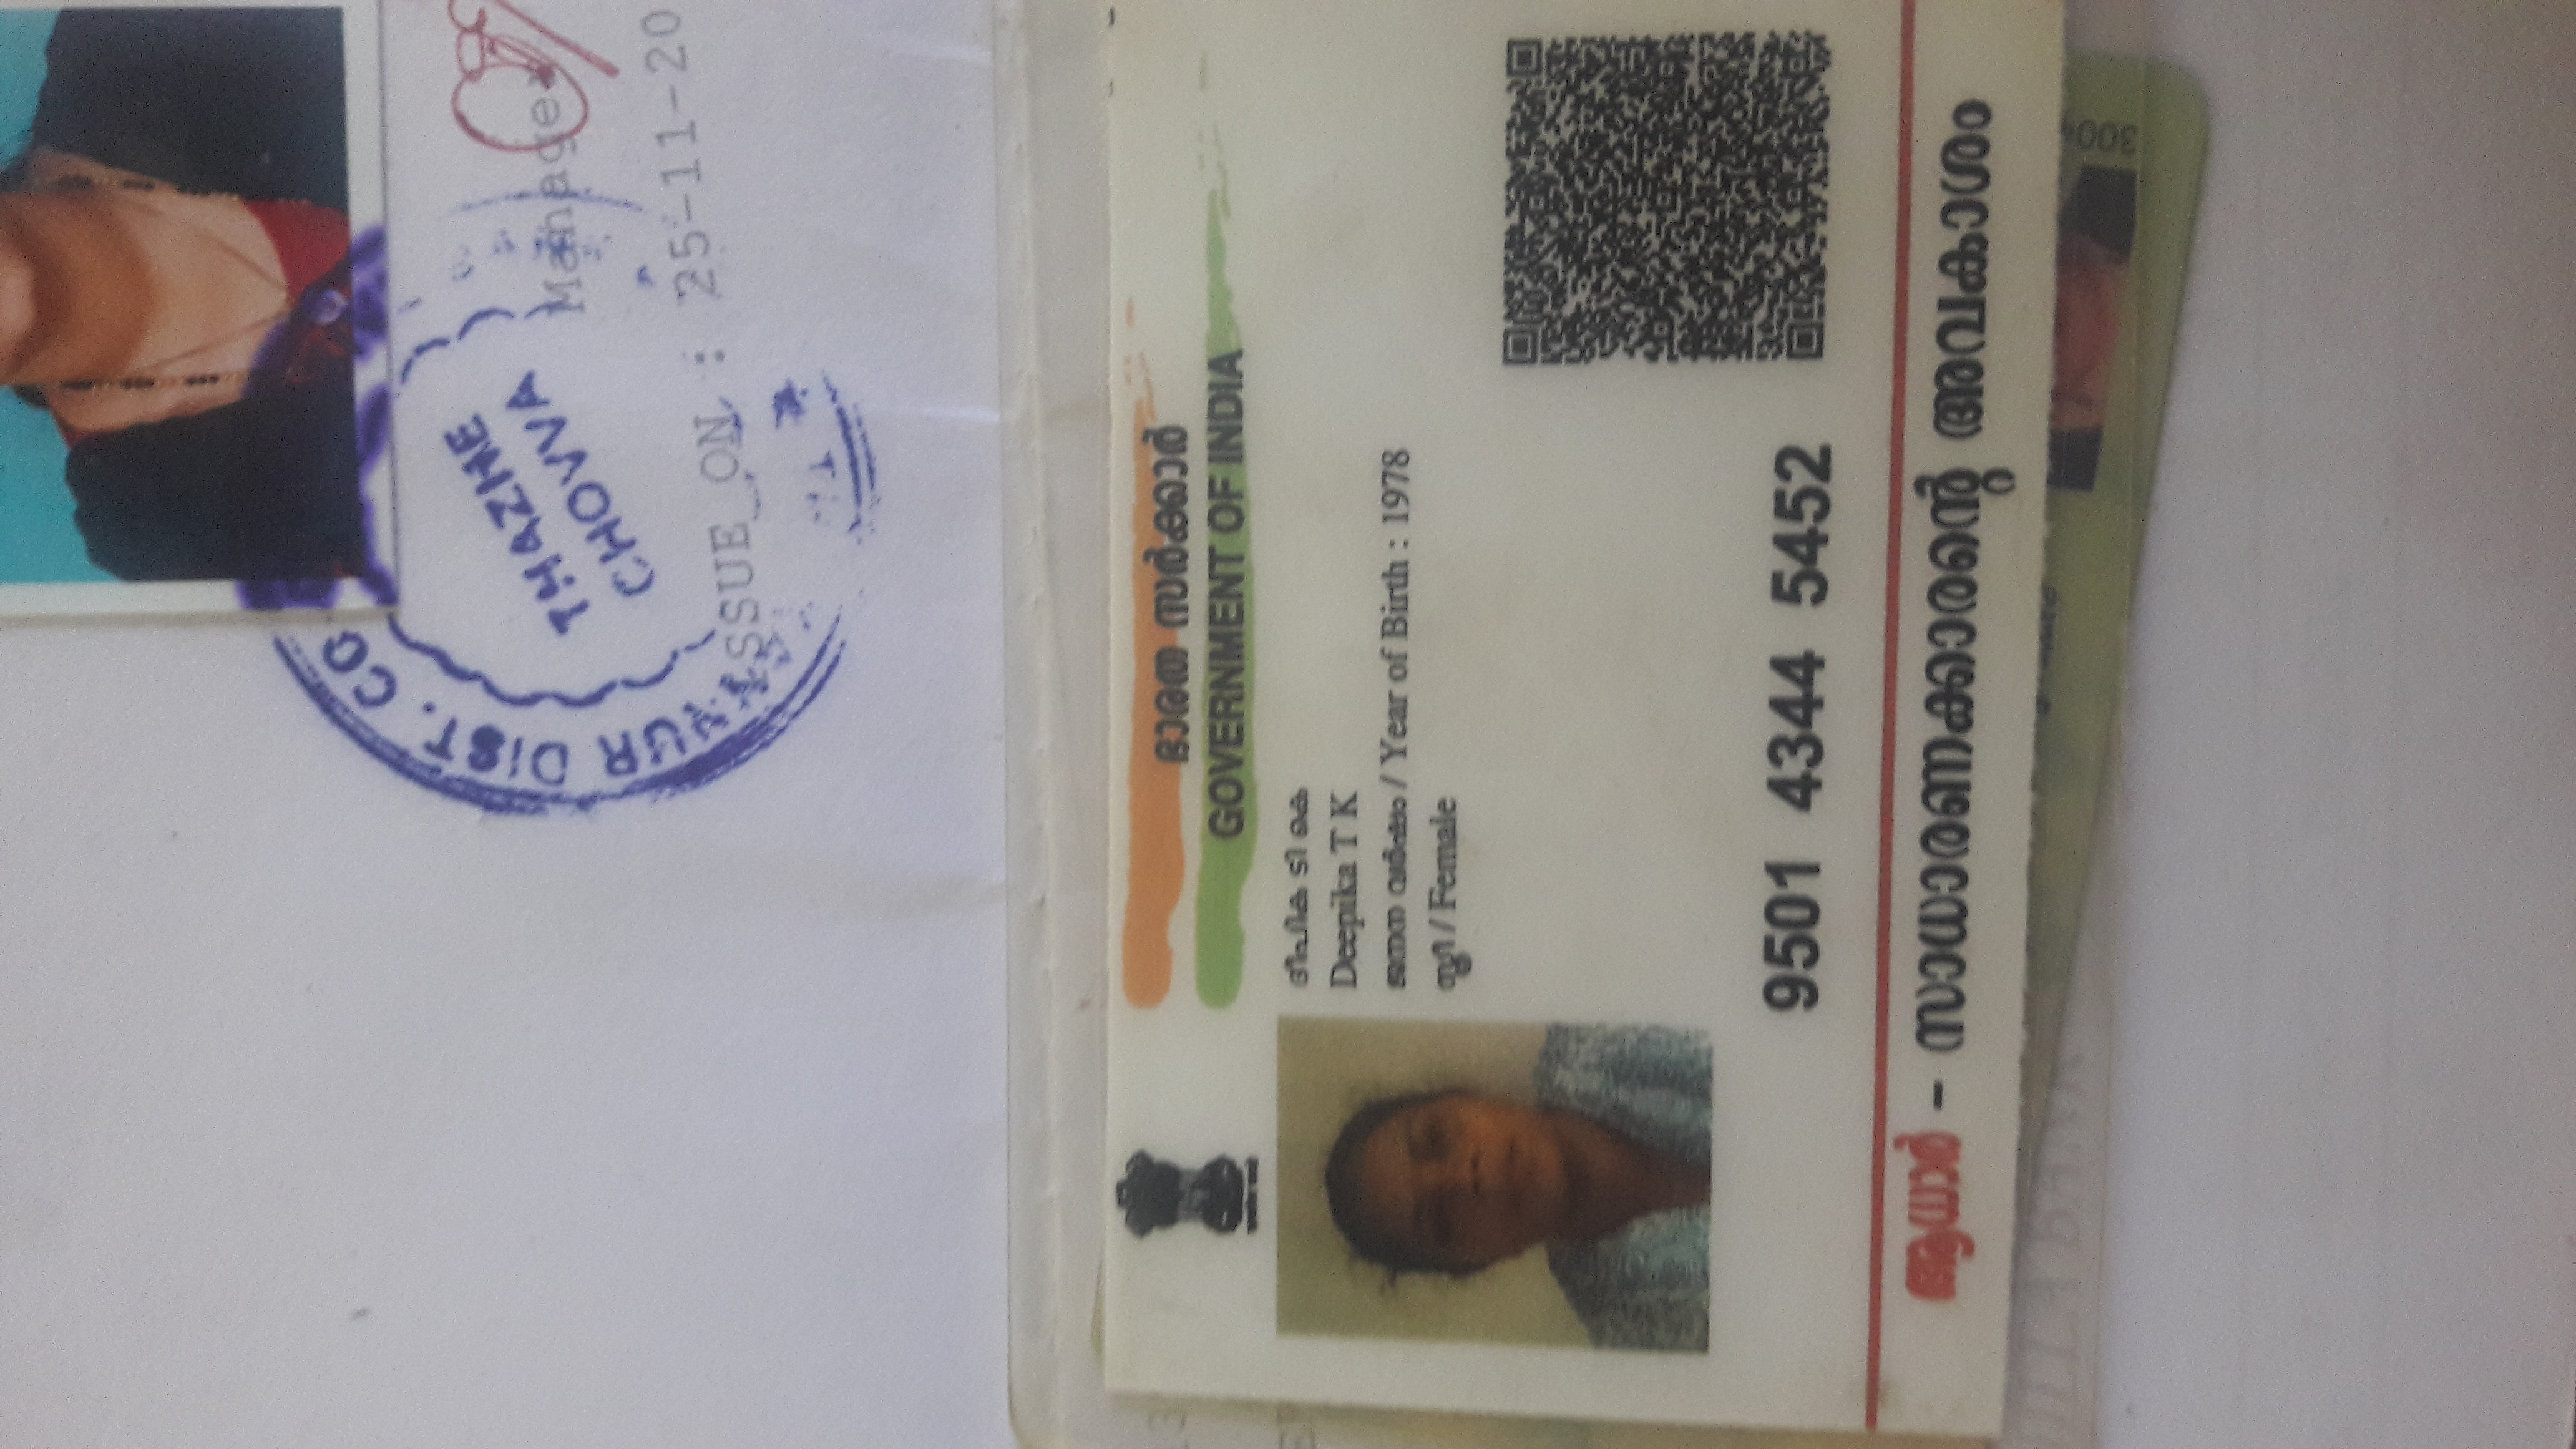 UR DIST. CO
THAZHE
CHOVVA
Manager
ISSUE ON : 25-11-20
ഭാരത സർക്കാർ
GOVERNMENT OF INDIA
ദീപിക ടി കെ
Deepika T K
ജനന വർഷം / Year of Birth : 1978
സ്ത്രീ / Female
9501 4344 5452
ആധാർ - സാധാരണക്കാരന്റെ അവകാശം
BANK
300